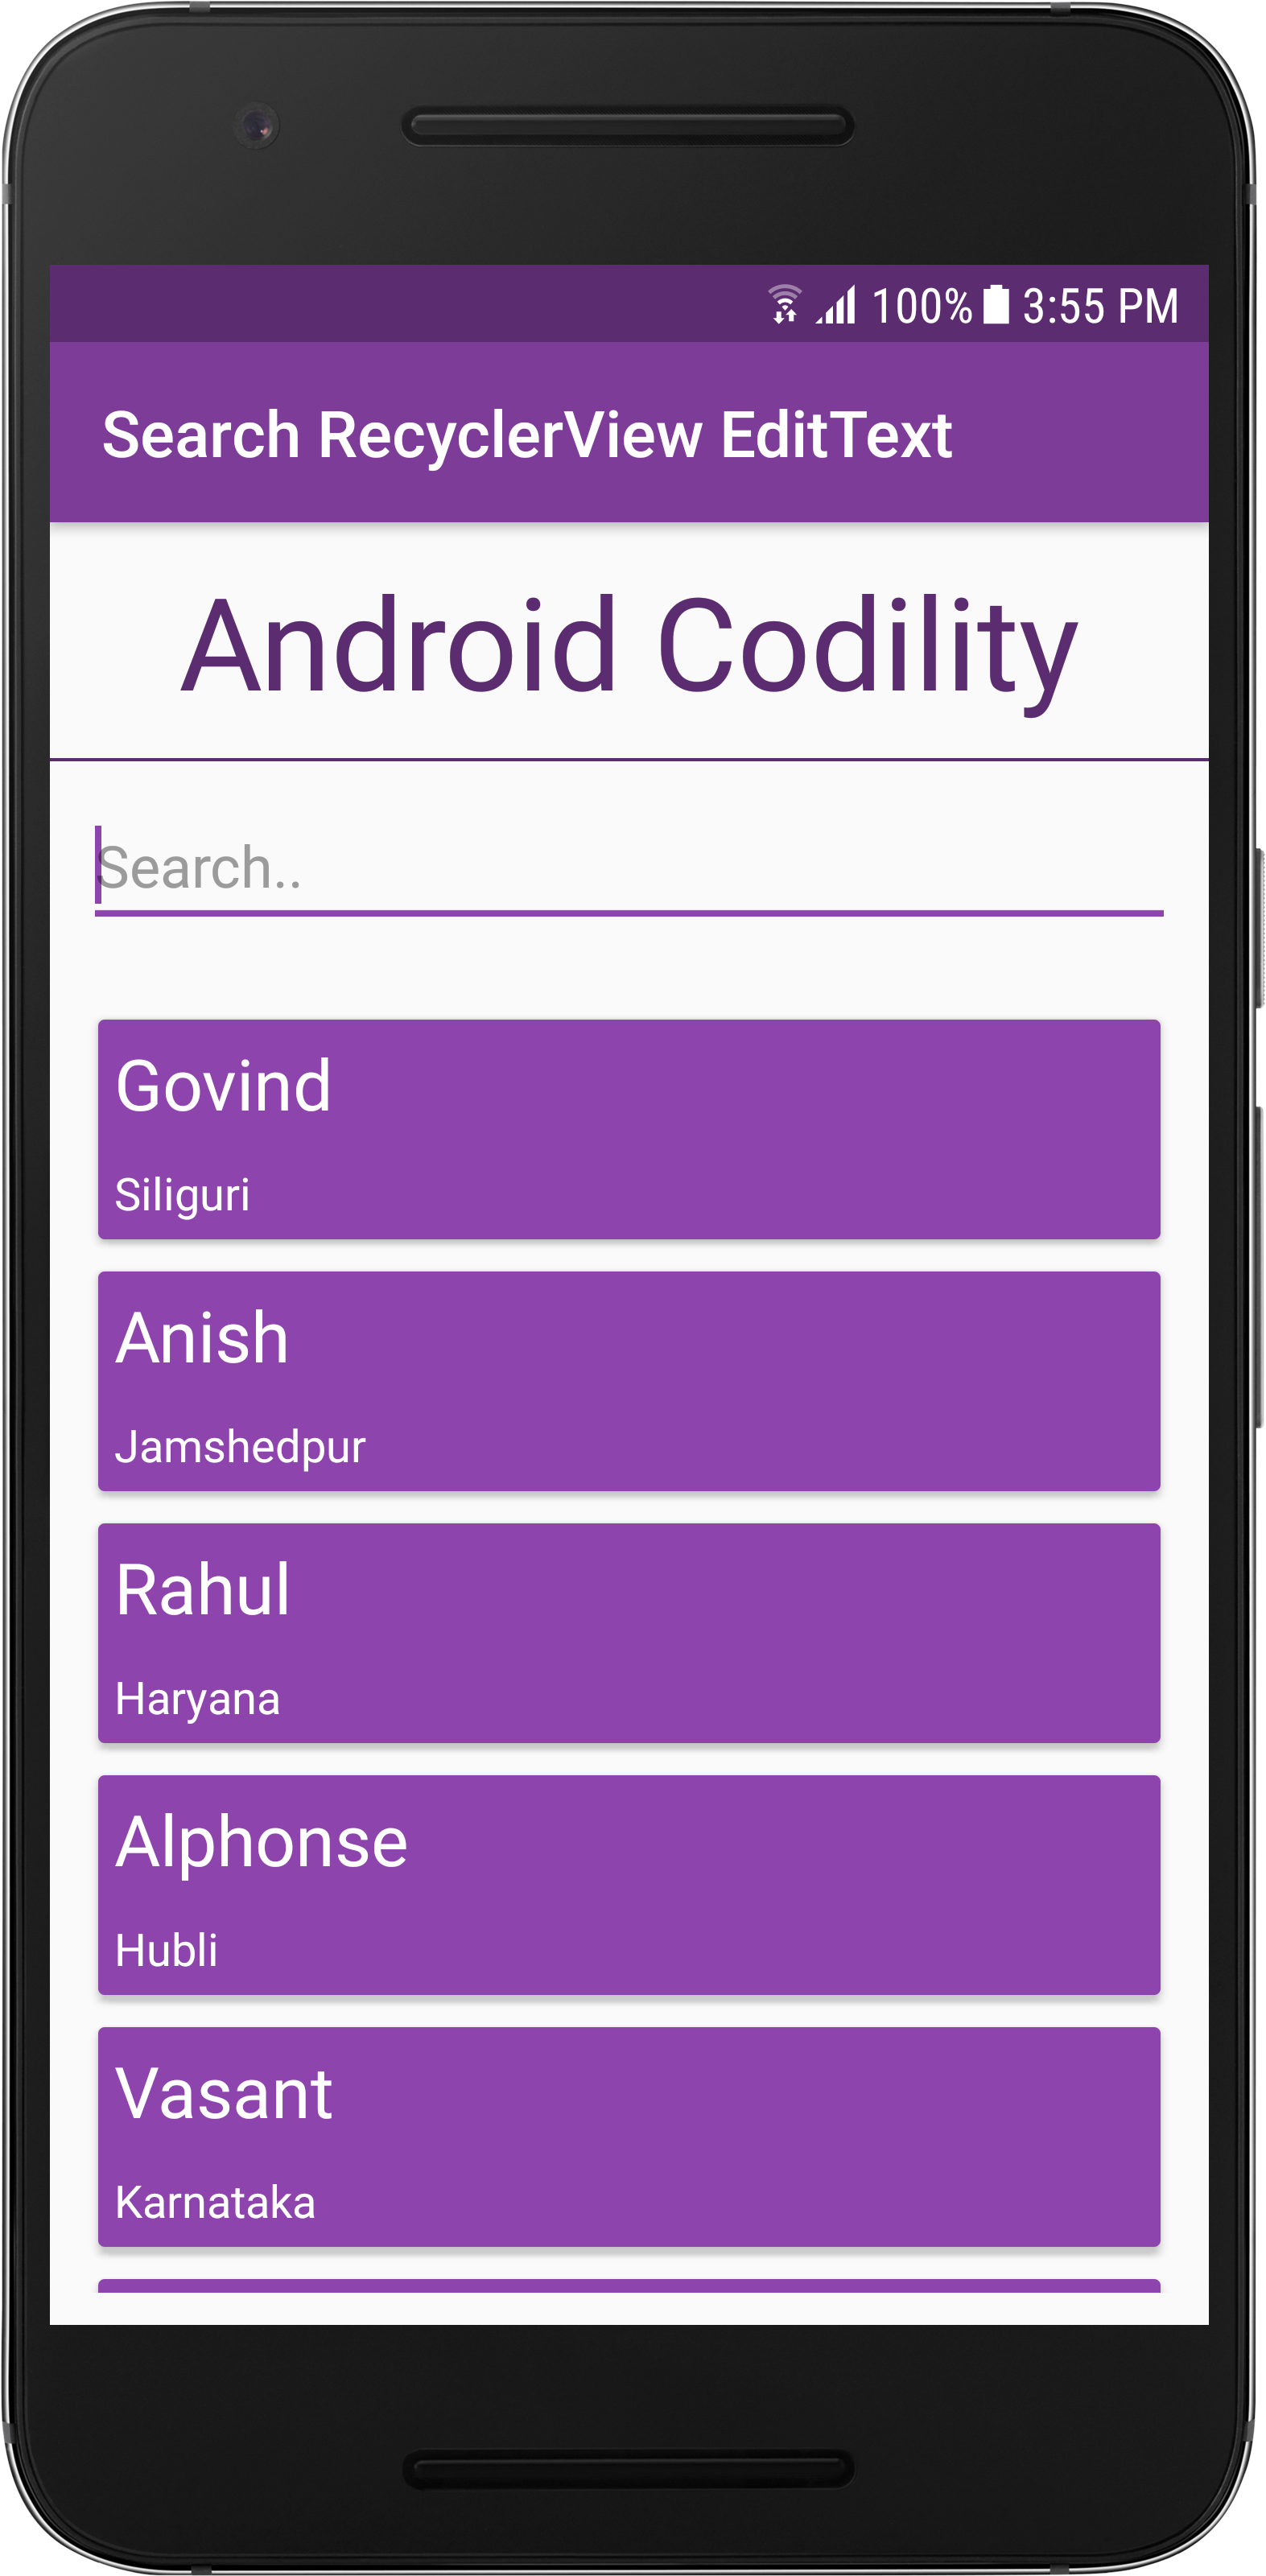 100% 3:55 PM
Search RecyclerView EditText
Android Codility
Search..
Govind
Siliguri
Anish
Jamshedpur
Rahul
Haryana
Alphonse
Hubli
Vasant
Karnataka